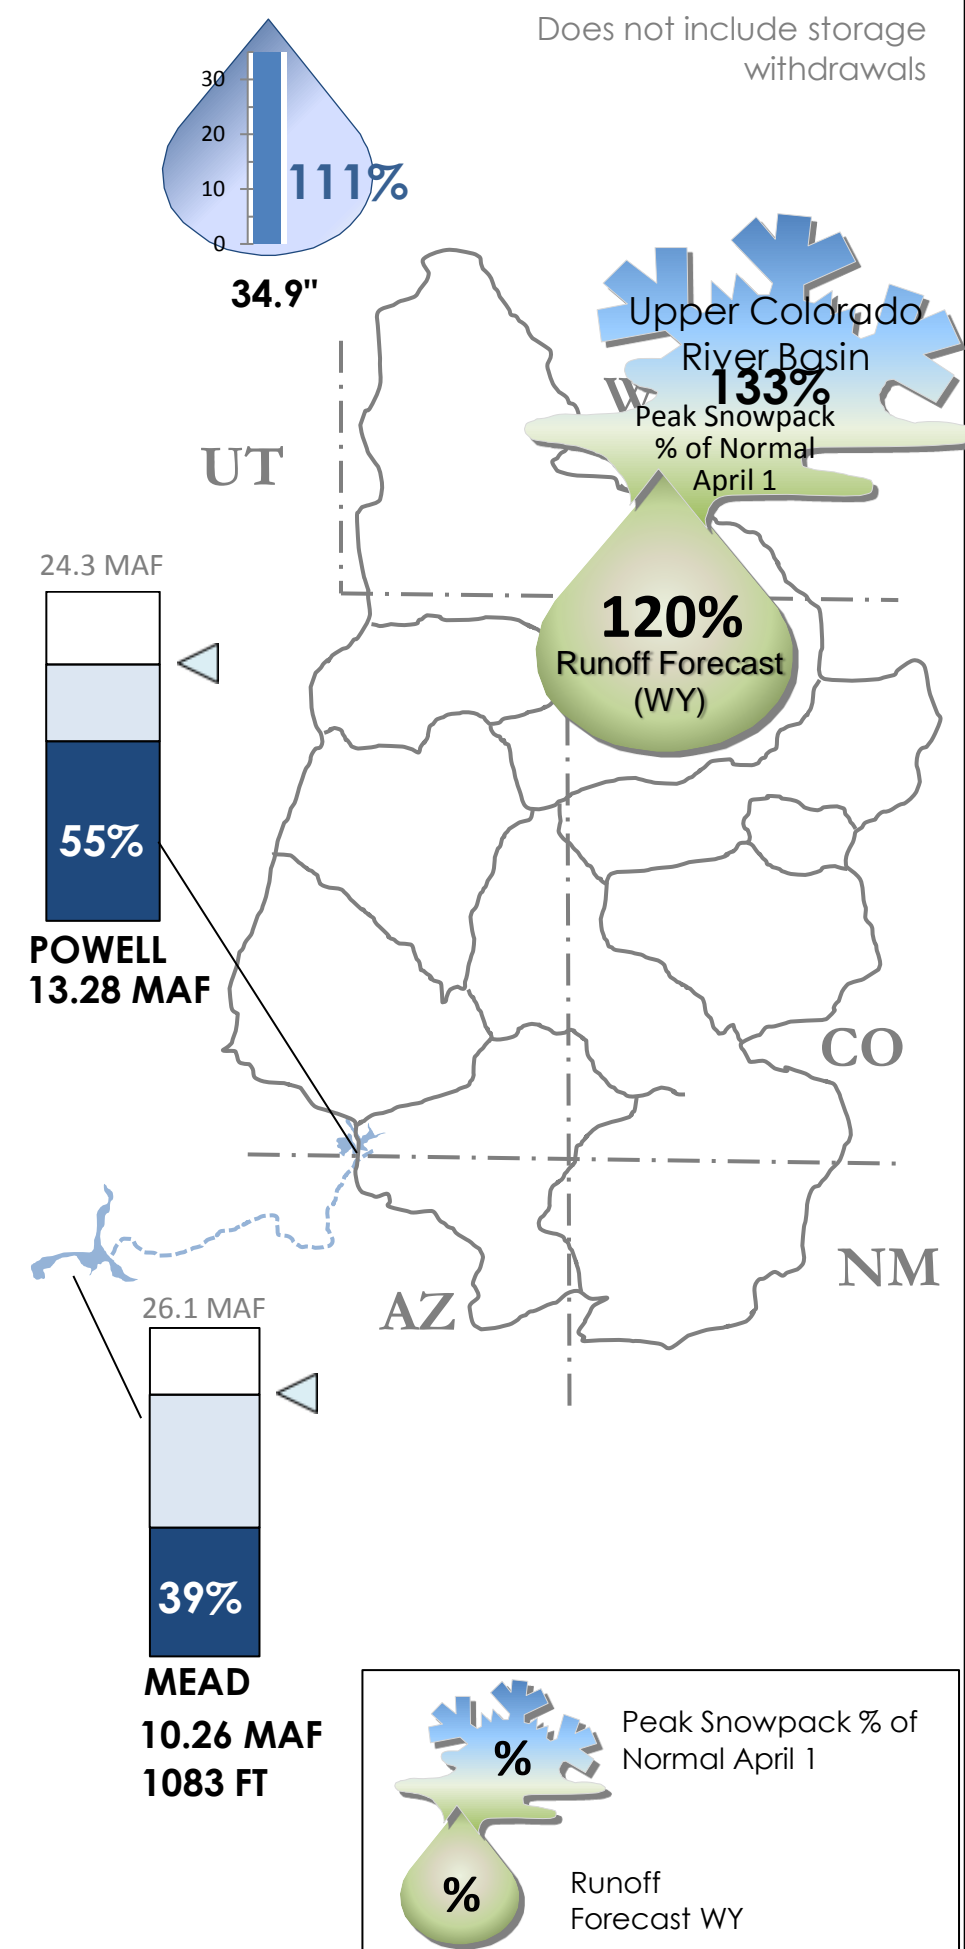 Does not include storage
withdrawals
30
20
10
0
111%
34.9"
Upper Colorado
River Basin
133%
Peak Snowpack
% of Normal
April 1
UT
24.3 MAF
120%
Runoff Forecast
(WY)
55%
POWELL
13.28 MAF
CO
NM
AZ
26.1 MAF
39%
MEAD
10.26 MAF
1083 FT
%
Peak Snowpack % of
Normal April 1
%
Runoff
Forecast WY